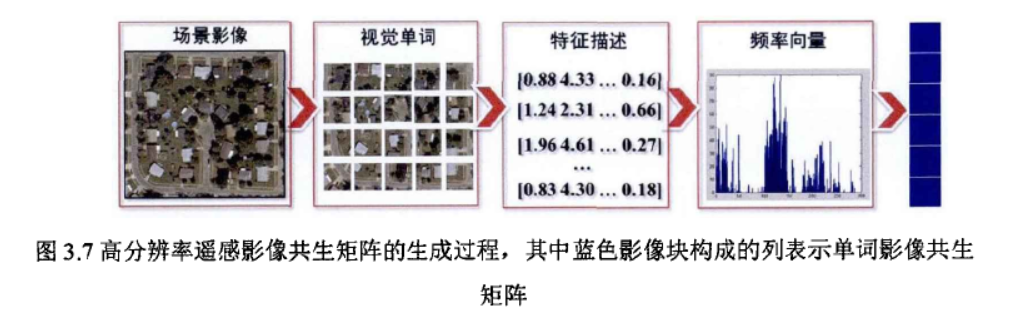 场景影像
视觉单词
特征描述
[0.88 4.33 … 0.16]
[1.24 2.31 … 0.66]
[1.96 4.61 … 0.27]
…
[0.83 4.30 … 0.18]
频率向量
图 3.7 高分辨率遥感影像共生矩阵的生成过程，其中蓝色影像块构成的列表示单词影像共生
矩阵